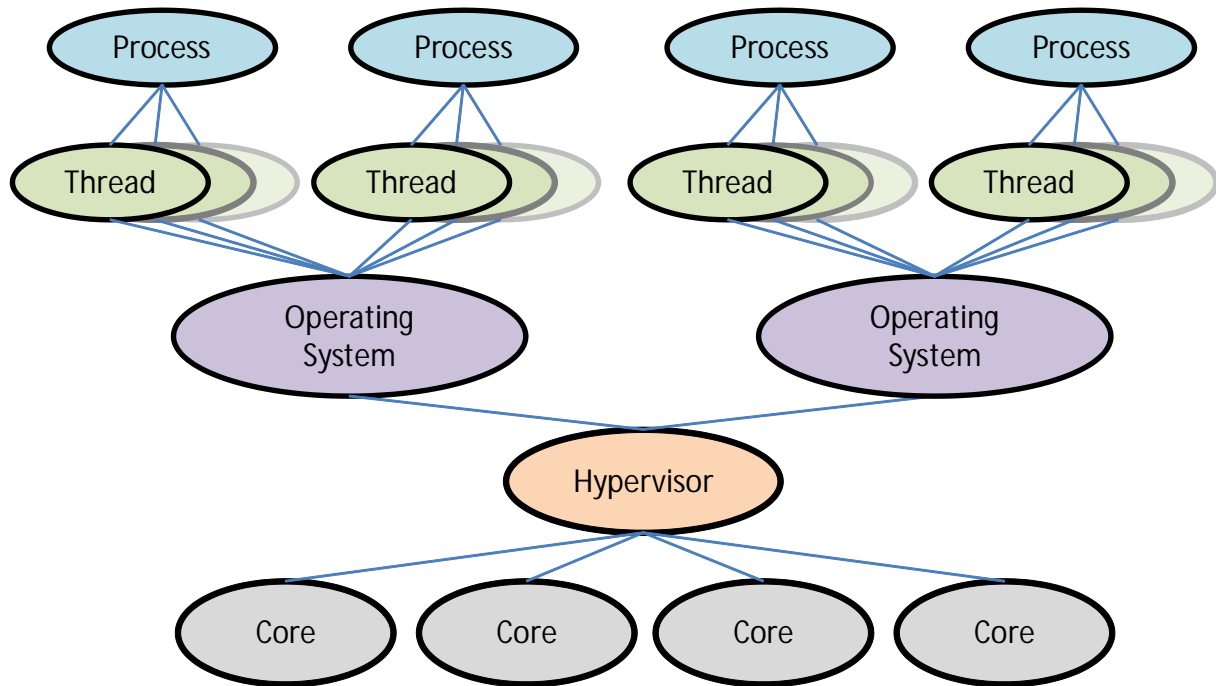 Process
Process
Process
Process
Thread
Thread
Thread
Thread
Operating
System
Operating
System
Hypervisor
Core
Core
Core
Core